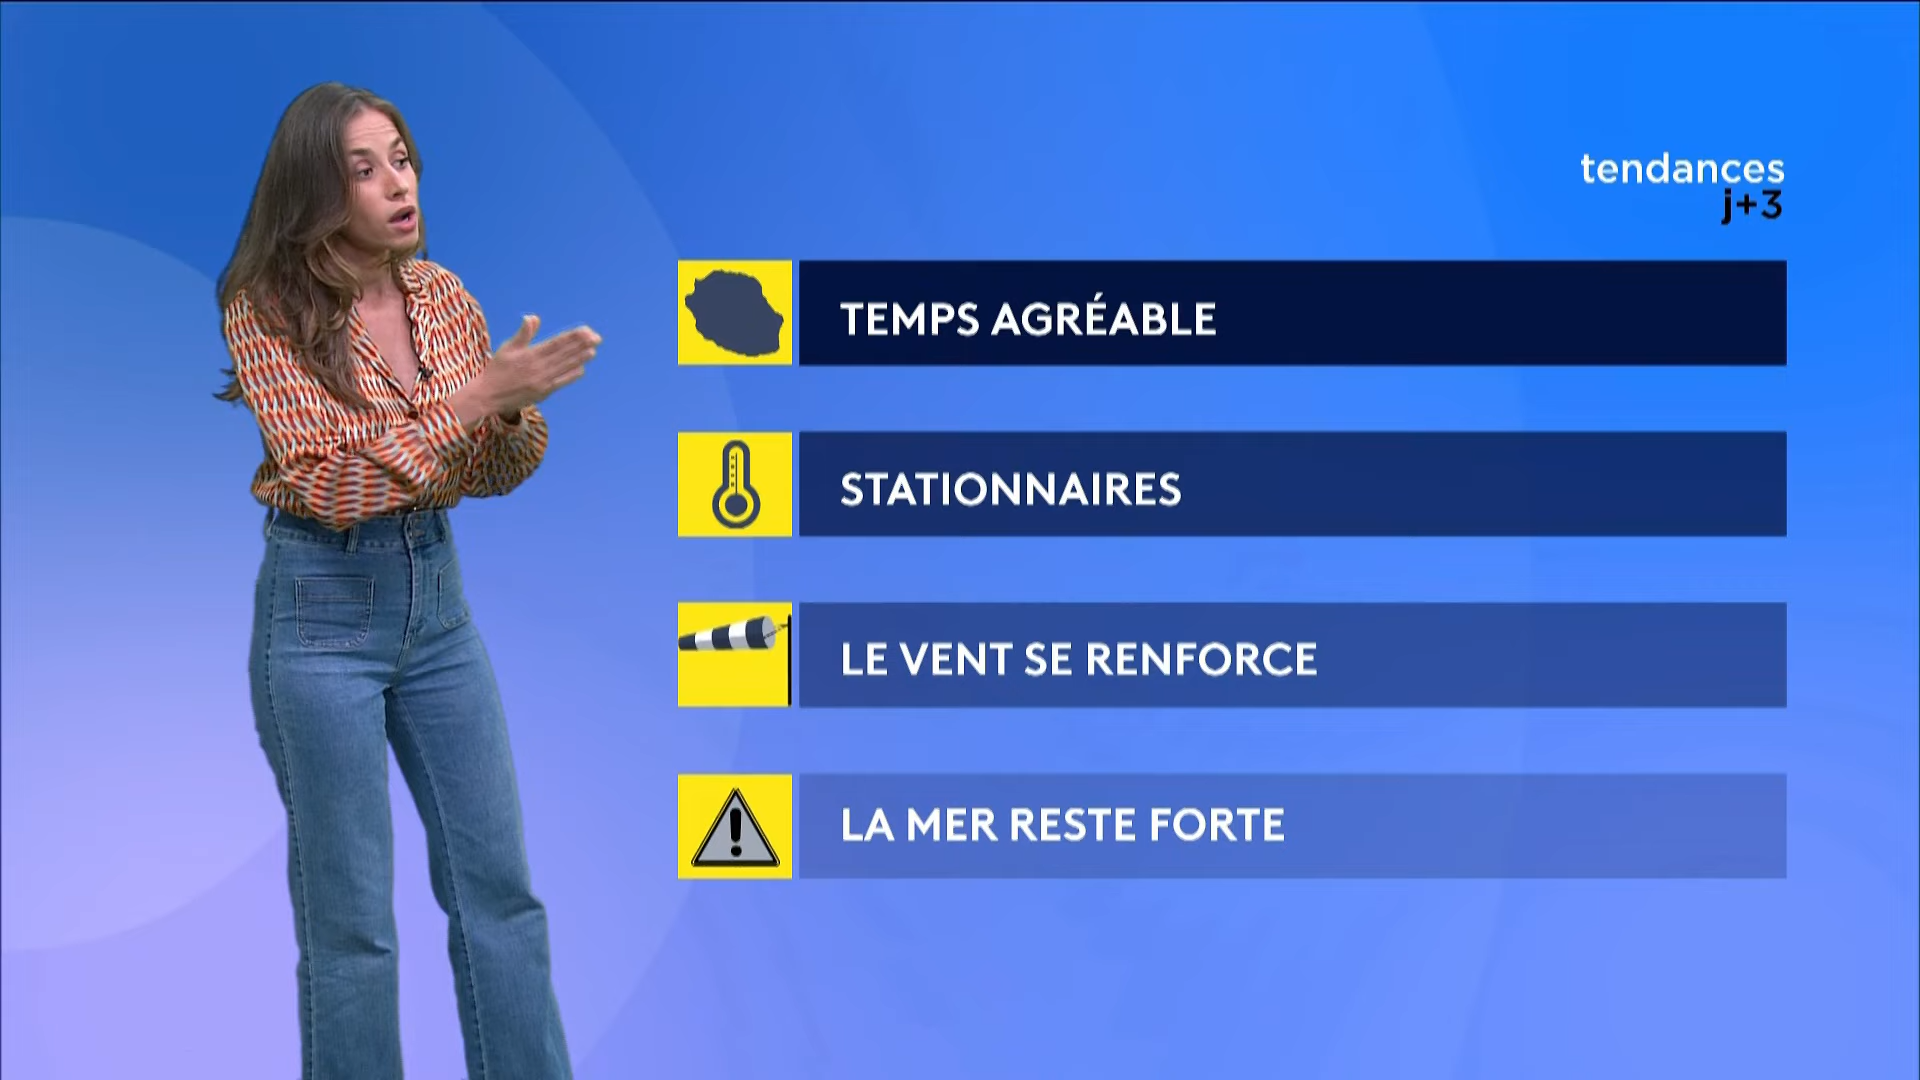 tendances
j+3
TEMPS AGRÉABLE
STATIONNAIRES
LE VENT SE RENFORCE
LA MER RESTE FORTE